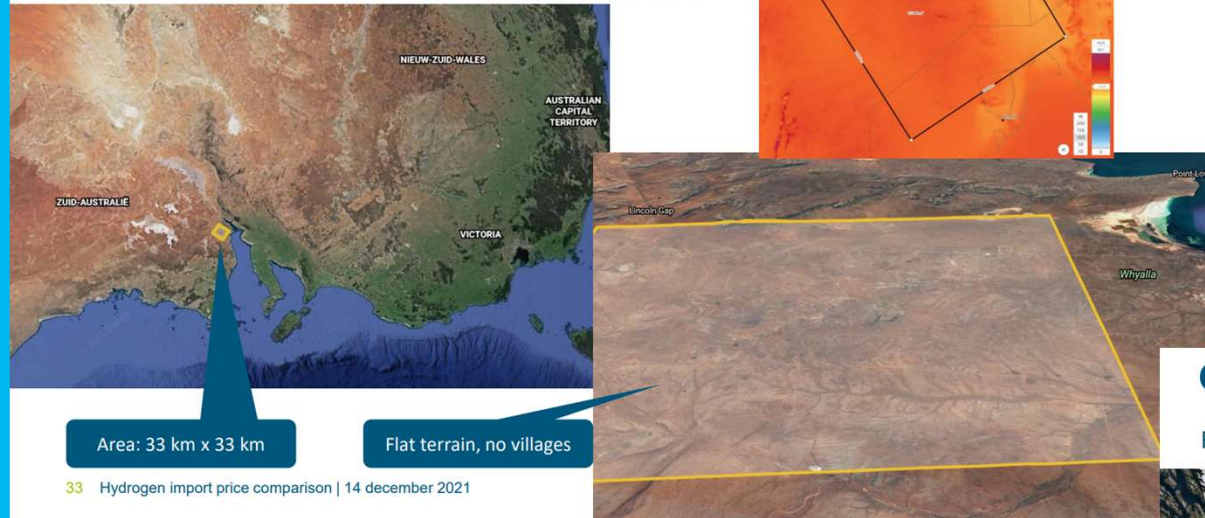 NIEUW-ZUID-WALES
AUSTRALIAN
CAPITAL
TERRITORY
ZUID-AUSTRALIË
VICTORIA
Lincoln Gap
Whyalla
Area: 33 km x 33 km
Flat terrain, no villages
33 Hydrogen import price comparison | 14 december 2021